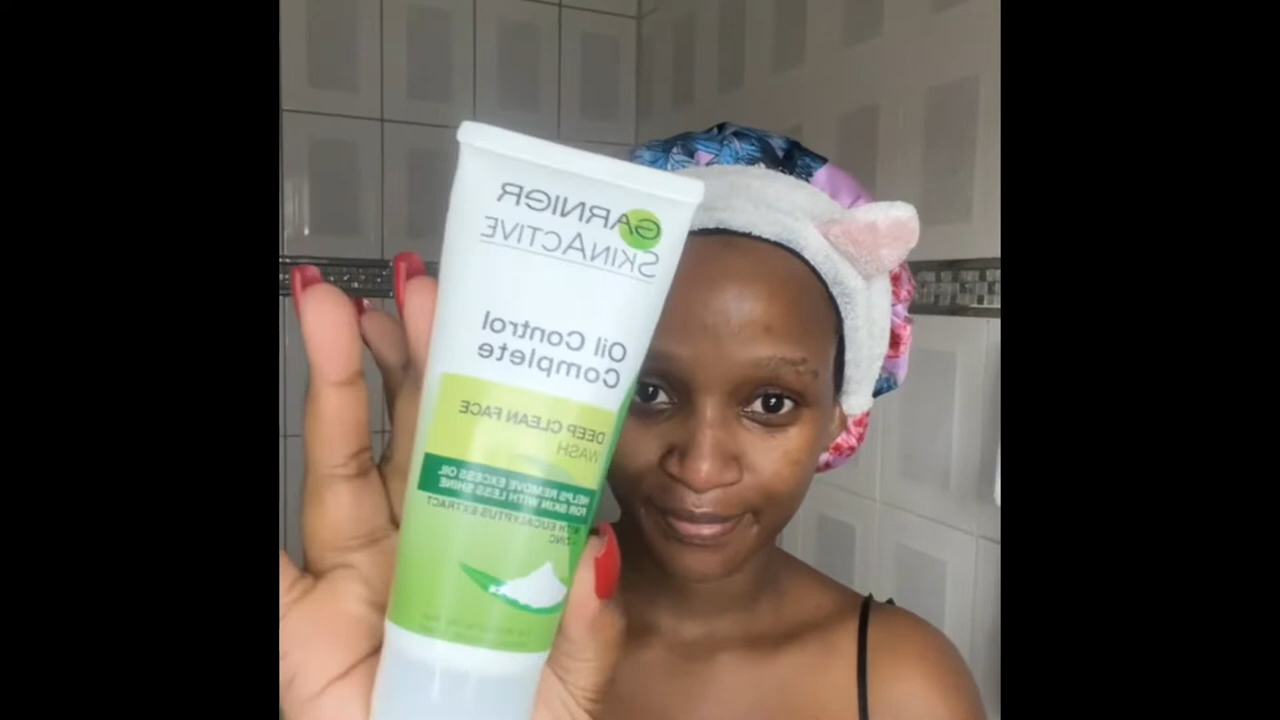 GARNIER
SKINACTIVE
Oil Control
Complete
DEEP CLEAN FACE
WASH
HELPS REMOVE EXCESS OIL
FOR SKIN WITH LESS SHINE
WITH EUCALYPTUS EXTRACT
ZINC